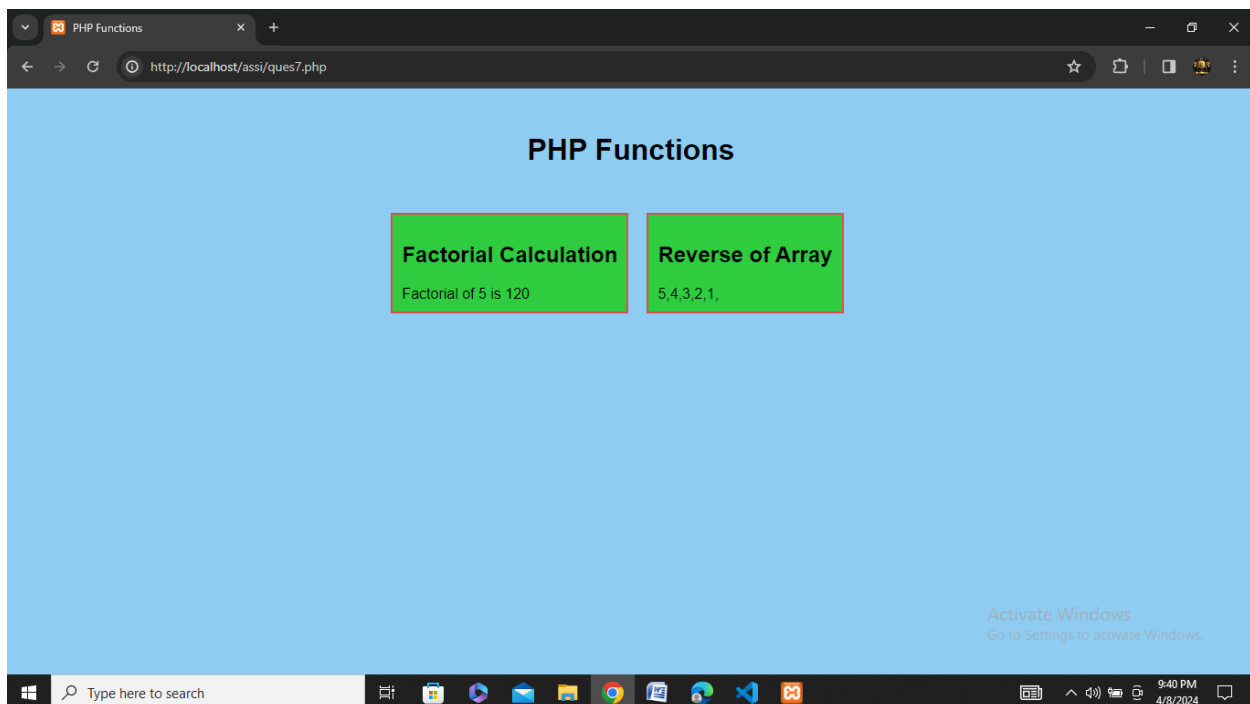 PHP Functions
http://localhost/assi/ques7.php
PHP Functions
Factorial Calculation
Factorial of 5 is 120
Reverse of Array
5,4,3,2,1,
Activate Windows
Go to Settings to activate Windows.
Type here to search
9:40 PM
4/8/2024